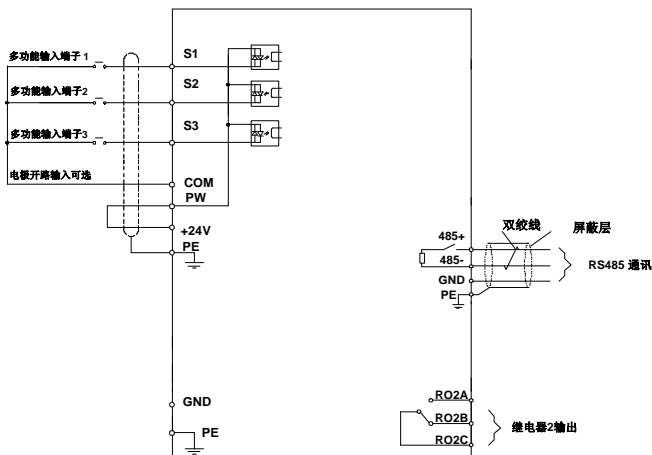 多功能输入端子 1
S1
多功能输入端子2
S2
多功能输入端子3
S3
电极开路输入可选
COM
PW
+24V
PE
双绞线
屏蔽层
485+
485-
GND
PE
RS485 通讯
GND
PE
RO2A
RO2B
RO2C
继电器2输出